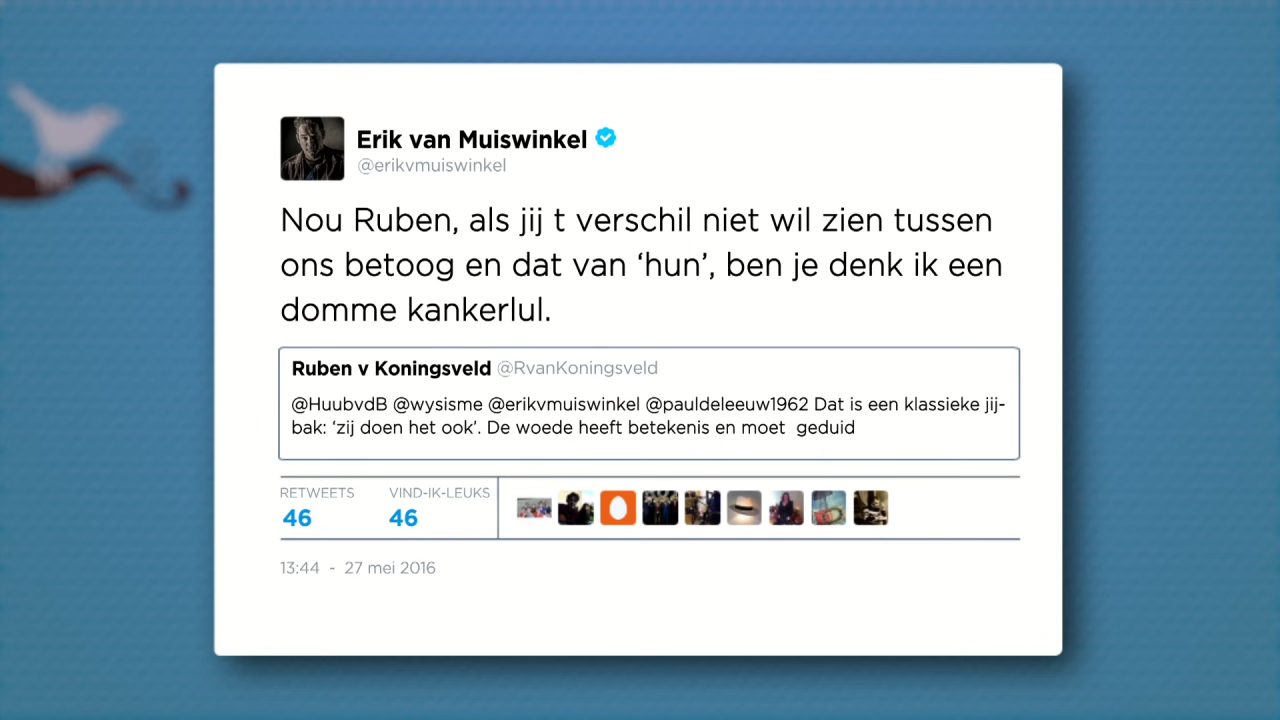 Erik van Muiswinkel
@erikvmuiswinkel
Nou Ruben, als jij t verschil niet wil zien tussen
ons betoog en dat van ‘hun’, ben je denk ik een
domme kankerlul.
Ruben v Koningsveld @RvanKoningsveld
@HuubvdB @wysisme @erikvmuiswinkel @pauldeleeuw1962 Dat is een klassieke jij-
bak: ‘zij doen het ook’. De woede heeft betekenis en moet geduid
RETWEETS VIND-IK-LEUKS
46 46
13:44 - 27 mei 2016